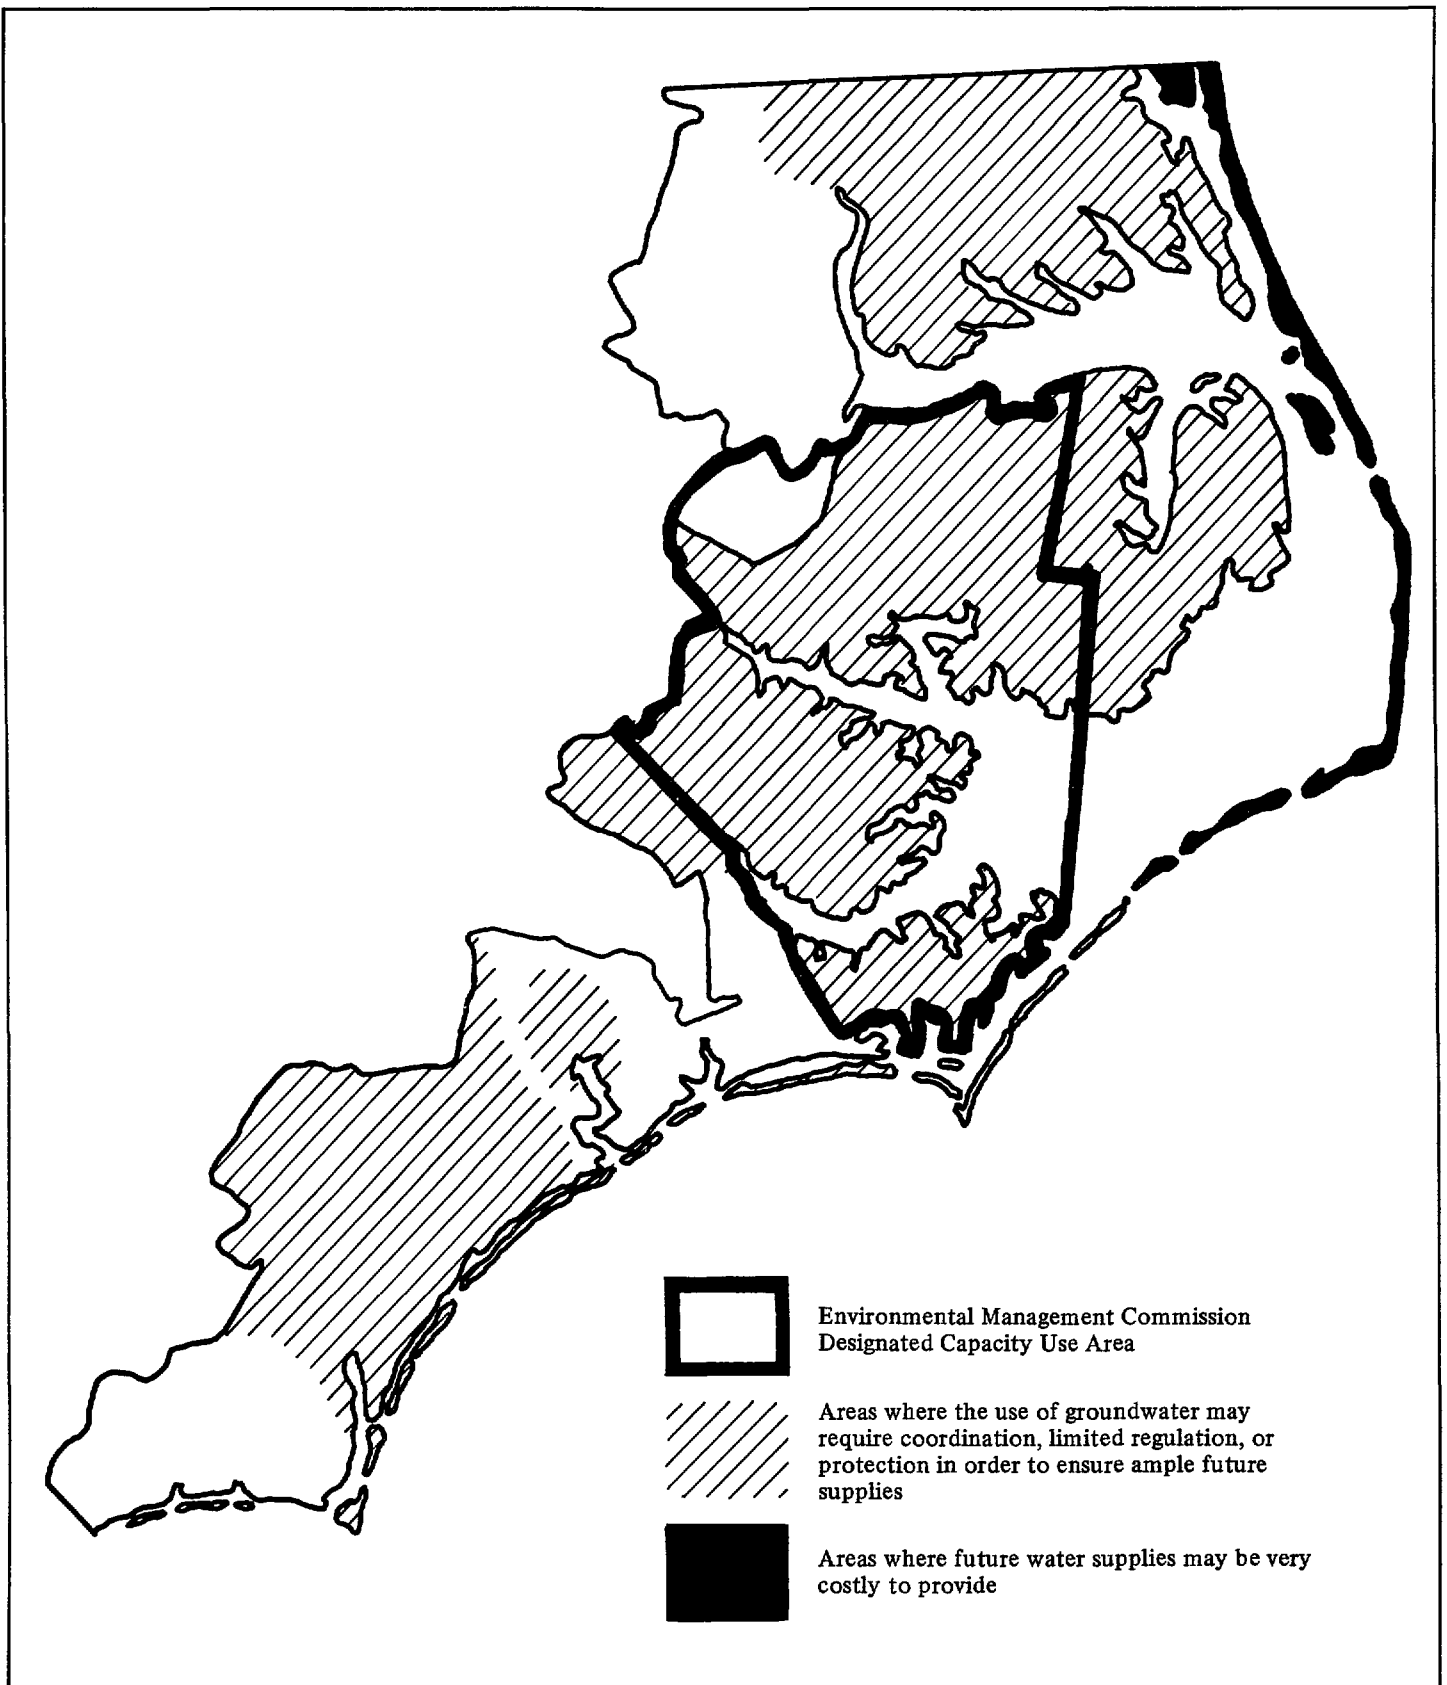 Environmental Management Commission
Designated Capacity Use Area
Areas where the use of groundwater may
require coordination, limited regulation, or
protection in order to ensure ample future
supplies
Areas where future water supplies may be very
costly to provide